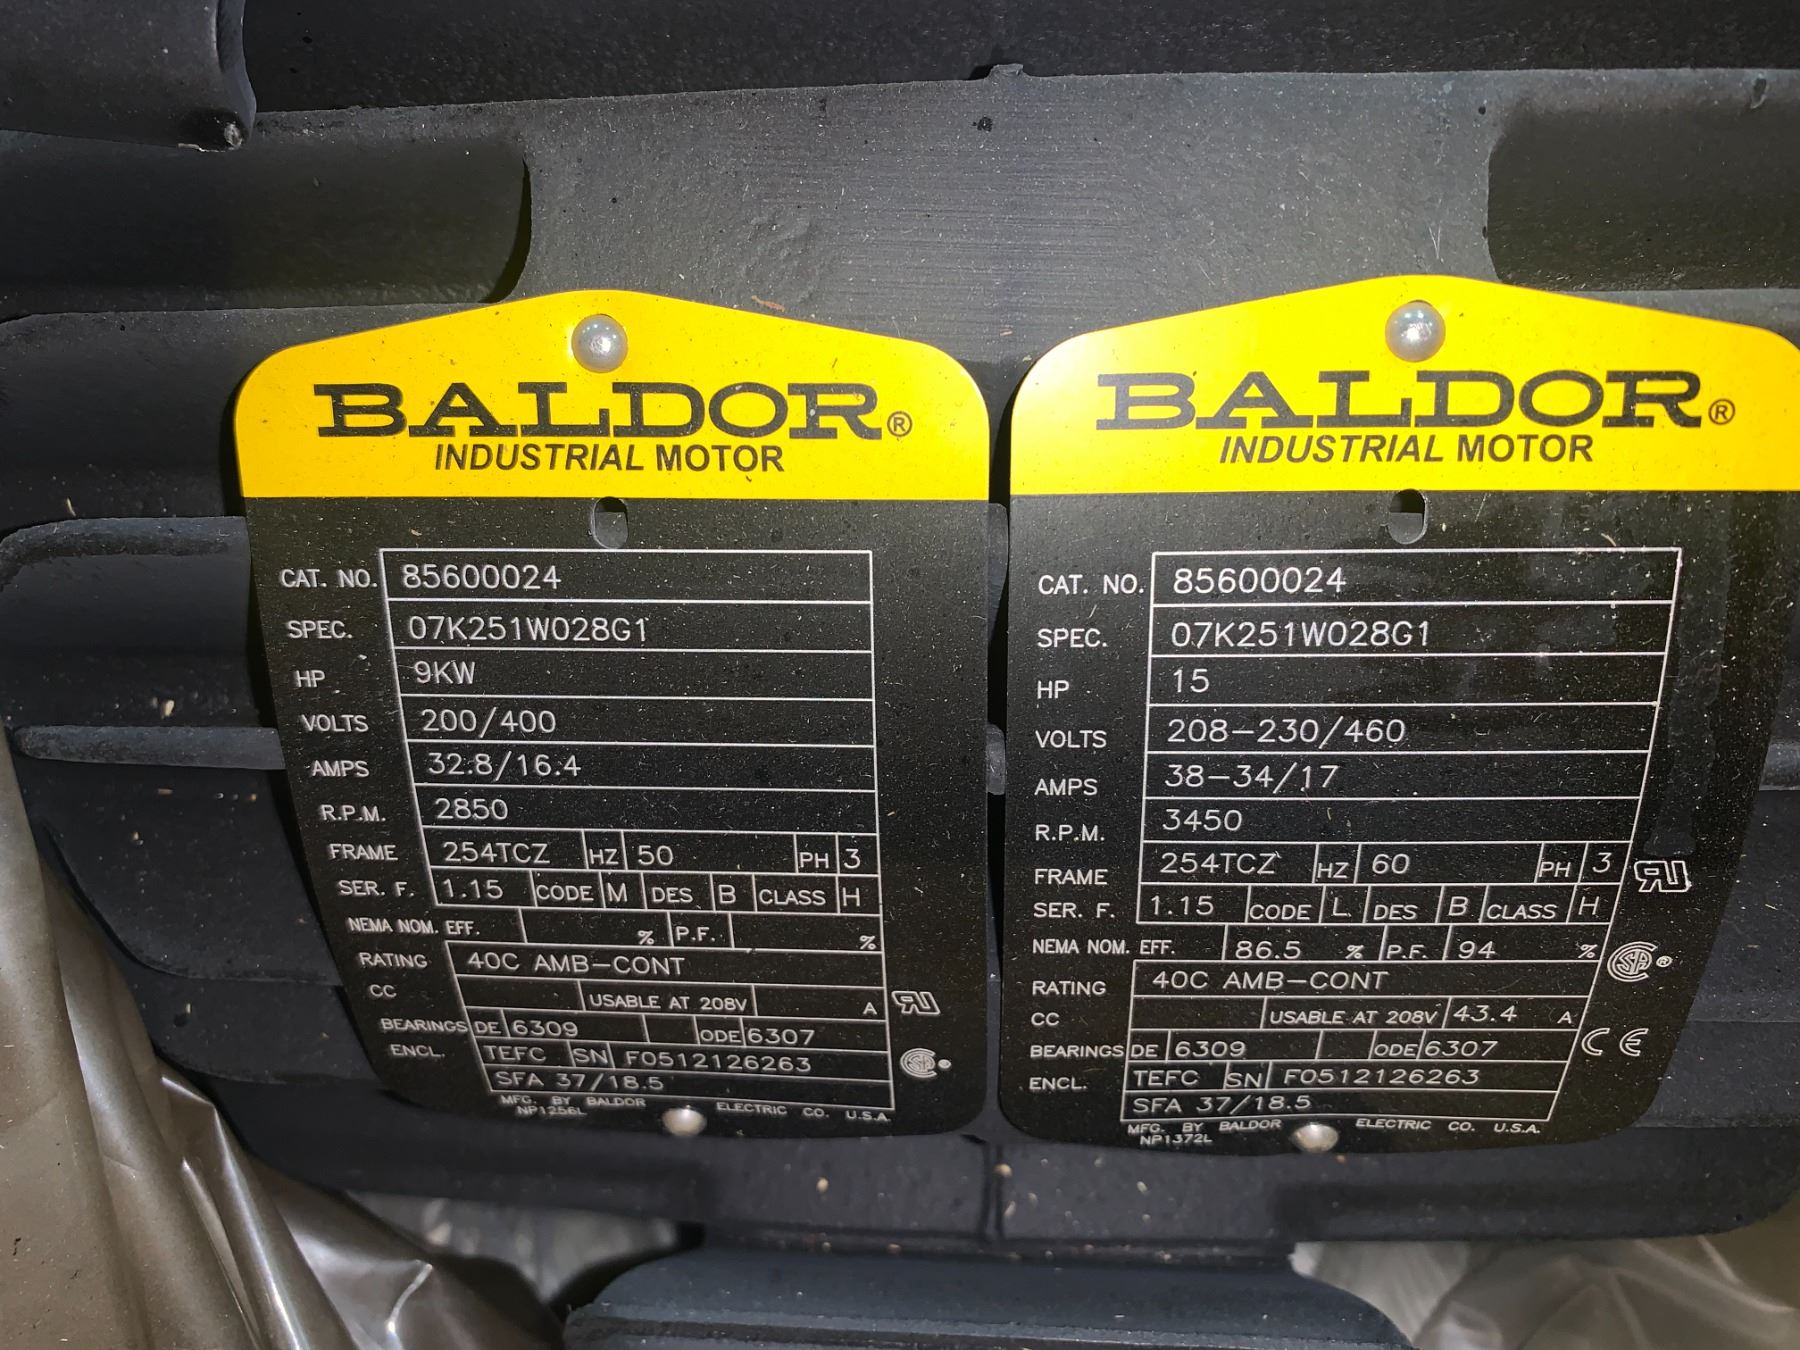 BALDOR®
INDUSTRIAL MOTOR
CAT. NO. 85600024
SPEC. 07K251W028G1
HP 9KW
VOLTS 200/400
AMPS 32.8/16.4
R.P.M. 2850
FRAME 254TCZ HZ 50 PH 3
SER. F. 1.15 CODE M DES B CLASS H
NEMA NOM. EFF. % P.F. %
RATING 40C AMB-CONT
CC USABLE AT 208V A
BEARINGS DE 6309 ODE 6307
ENCL. TEFC SN F0512126263
SFA 37/18.5
MFG. BY BALDOR ELECTRIC CO. U.S.A.
NP1256L
BALDOR®
INDUSTRIAL MOTOR
CAT. NO. 85600024
SPEC. 07K251W028G1
HP 15
VOLTS 208-230/460
AMPS 38-34/17
R.P.M. 3450
FRAME 254TCZ HZ 60 PH 3
SER. F. 1.15 CODE L DES B CLASS H
NEMA NOM. EFF. 86.5 % P.F. 94 %
RATING 40C AMB-CONT
CC USABLE AT 208V 43.4 A
BEARINGS DE 6309 ODE 6307
ENCL. TEFC SN F0512126263
SFA 37/18.5
MFG. BY BALDOR ELECTRIC CO. U.S.A.
NP1372L
CE